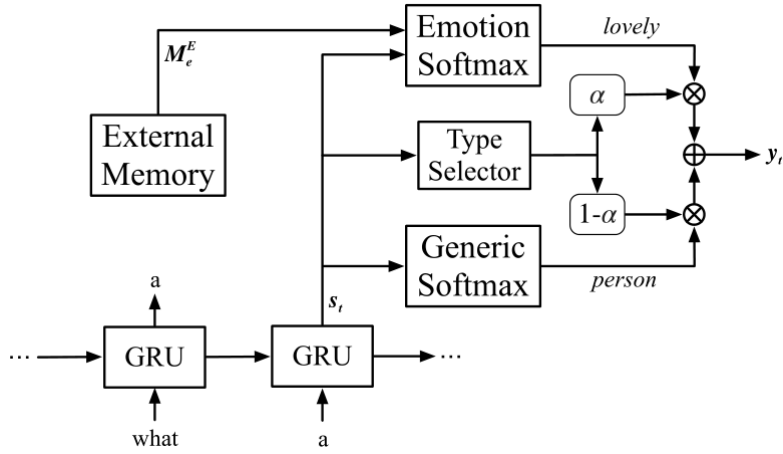 Emotion
Softmax
lovely
M_e^E
α
External
Memory
Type
Selector
y_t
1-α
Generic
Softmax
person
a
s_t
... GRU GRU ...
what
a